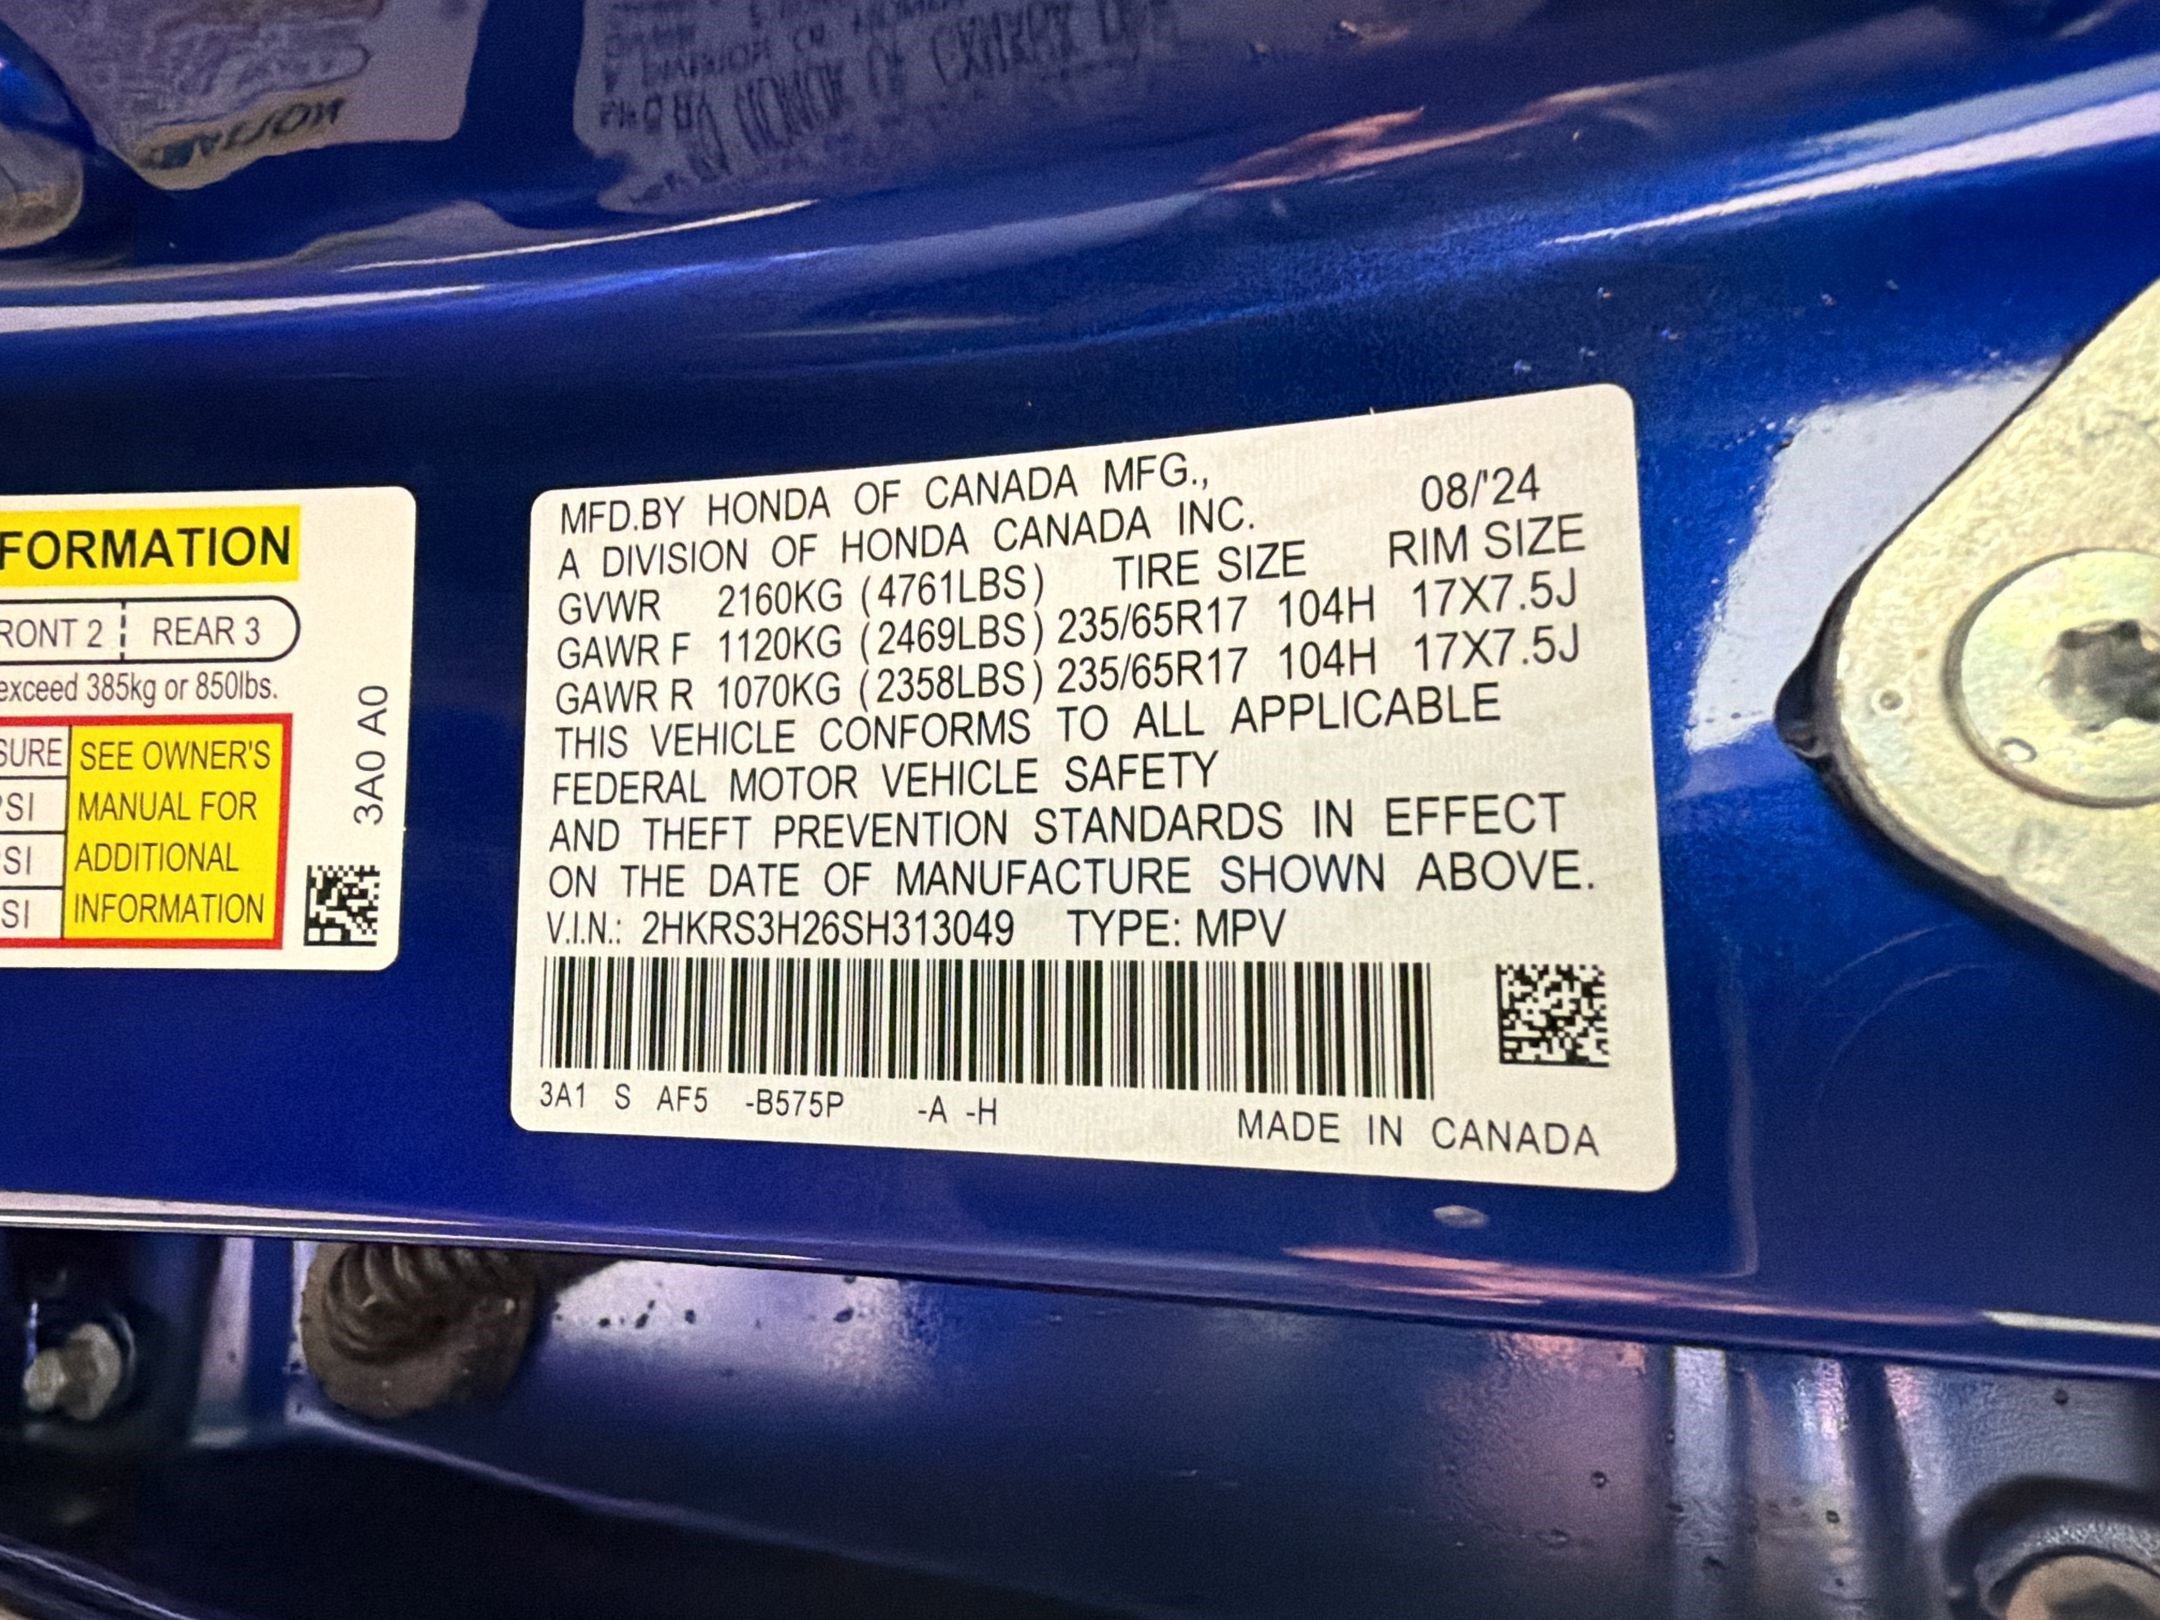 FORMATION
RONT 2 REAR 3
exceed 385kg or 850lbs.
SURE
PSI
PSI
SI
SEE OWNER'S
MANUAL FOR
ADDITIONAL
INFORMATION
3A0 A0
MFD.BY HONDA OF CANADA MFG., 08/'24
A DIVISION OF HONDA CANADA INC.
TIRE SIZE RIM SIZE
GVWR 2160KG (4761LBS)
GAWR F 1120KG (2469LBS) 235/65R17 104H 17X7.5J
GAWR R 1070KG (2358LBS) 235/65R17 104H 17X7.5J
THIS VEHICLE CONFORMS TO ALL APPLICABLE
FEDERAL MOTOR VEHICLE SAFETY
AND THEFT PREVENTION STANDARDS IN EFFECT
ON THE DATE OF MANUFACTURE SHOWN ABOVE.
V.I.N.: 2HKRS3H26SH313049 TYPE: MPV
3A1 S AF5 -B575P -A -H
MADE IN CANADA